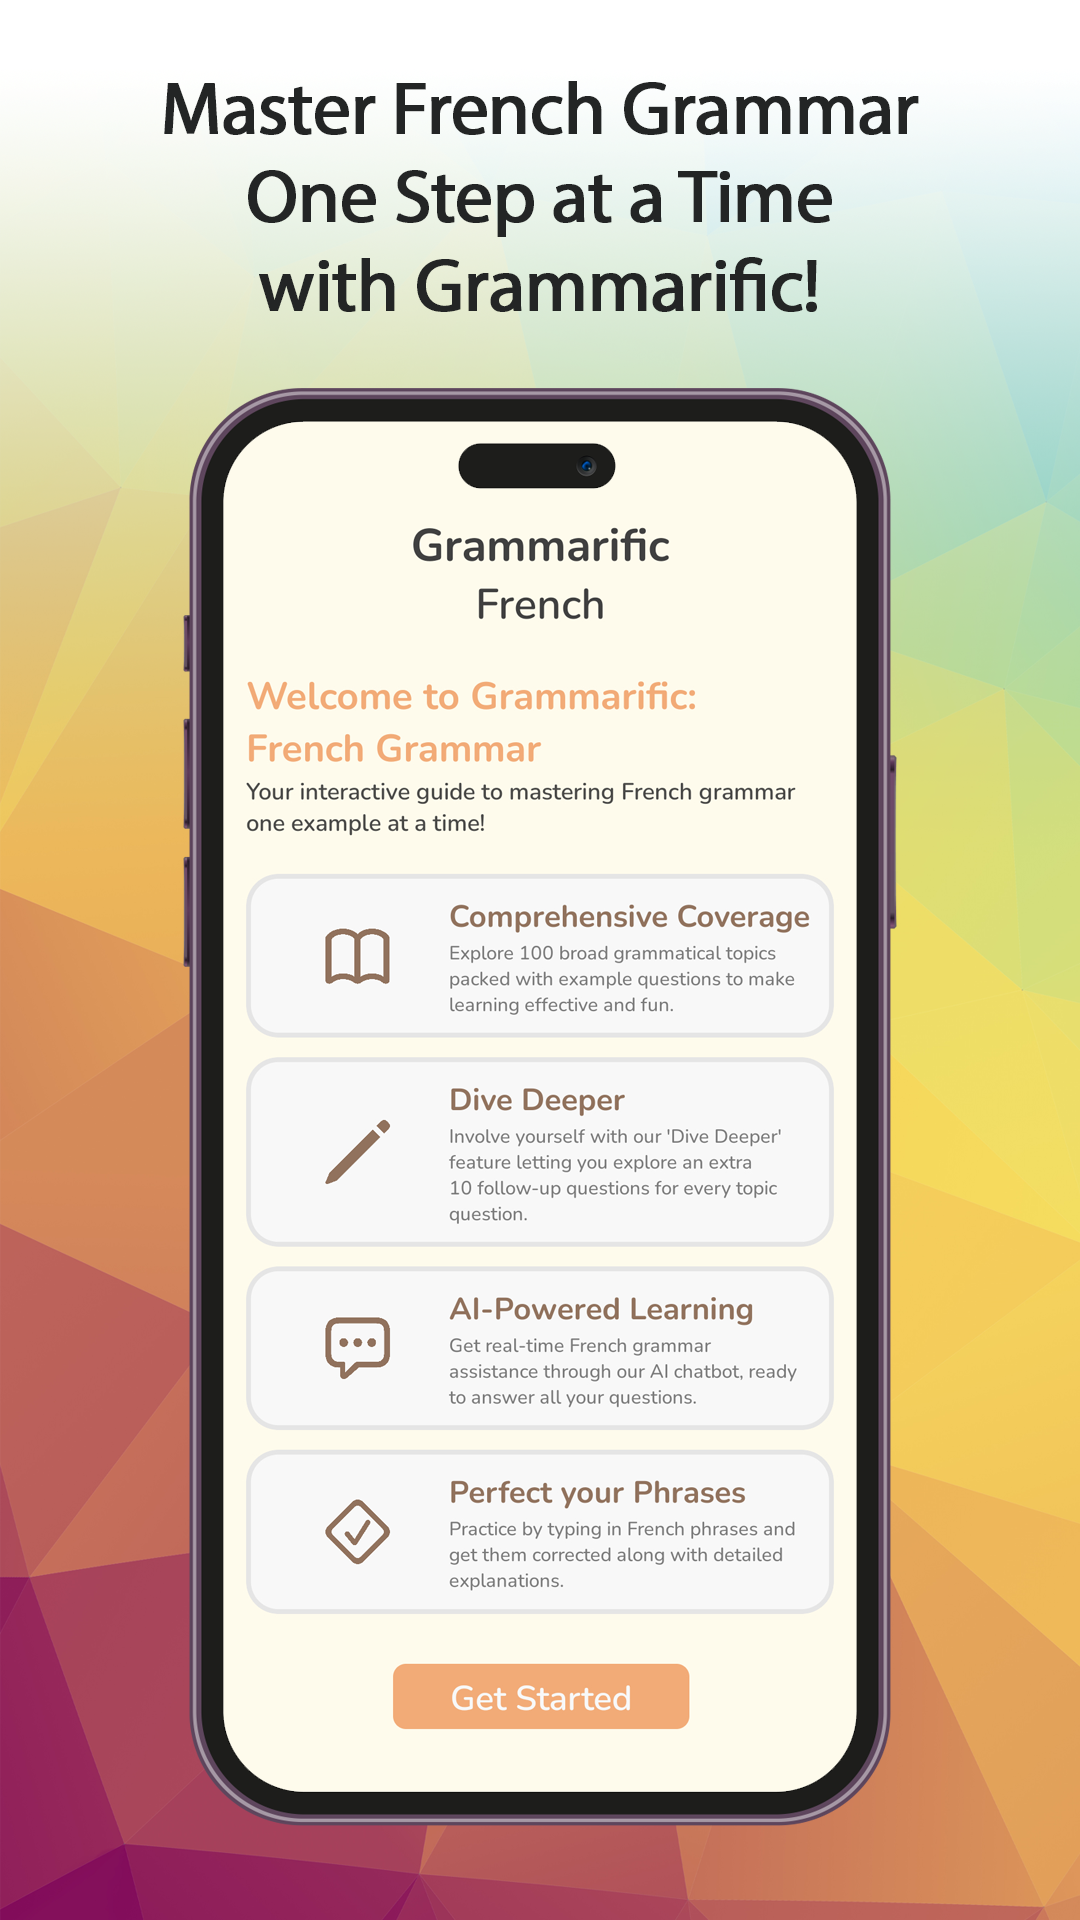 Master French Grammar
One Step at a Time
with Grammarific!
Grammarific
French
Welcome to Grammarific:
French Grammar
Your interactive guide to mastering French grammar
one example at a time!
Comprehensive Coverage
Explore 100 broad grammatical topics
packed with example questions to make
learning effective and fun.
Dive Deeper
Involve yourself with our 'Dive Deeper'
feature letting you explore an extra
10 follow-up questions for every topic
question.
AI-Powered Learning
Get real-time French grammar
assistance through our AI chatbot, ready
to answer all your questions.
Perfect your Phrases
Practice by typing in French phrases and
get them corrected along with detailed
explanations.
Get Started